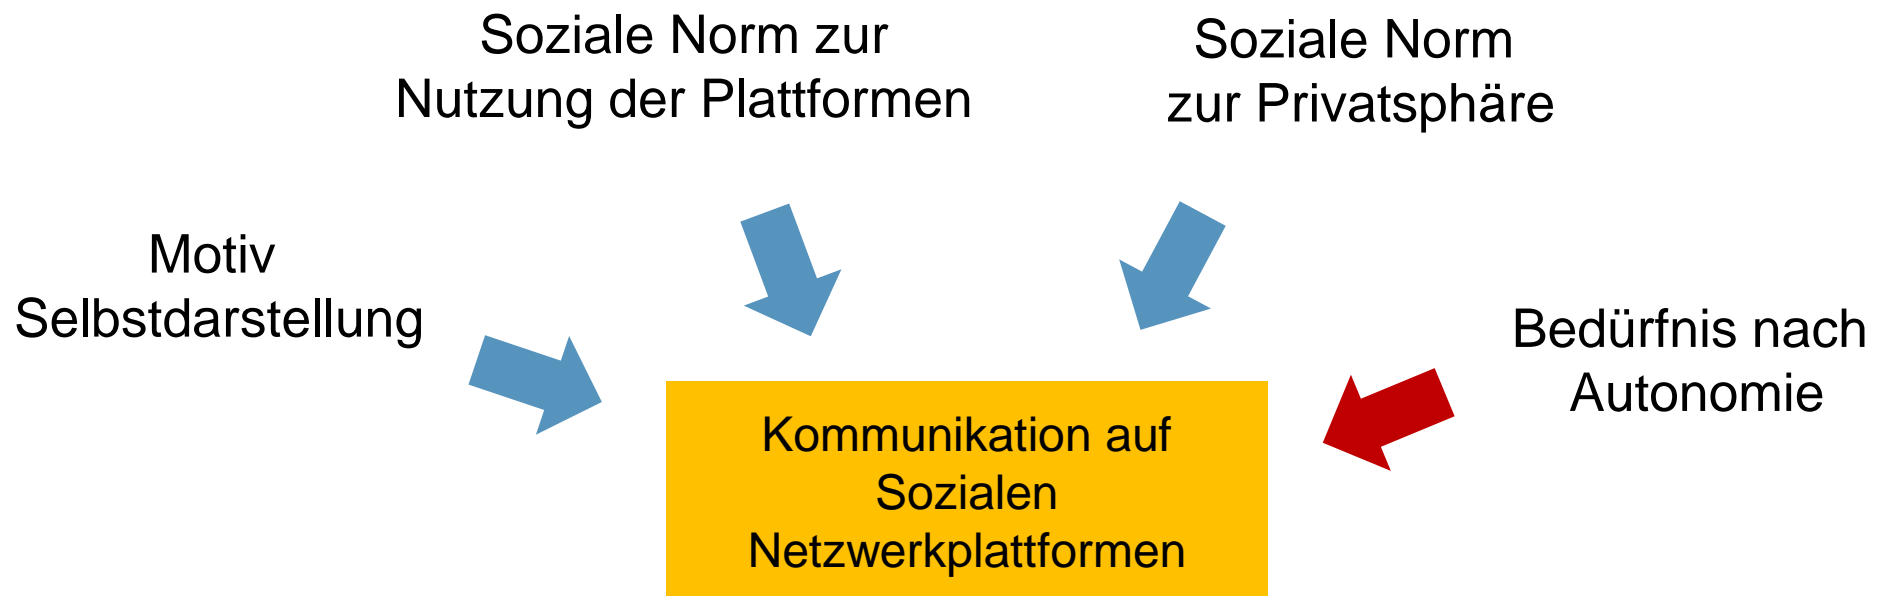 Soziale Norm zur
Nutzung der Plattformen
Soziale Norm
zur Privatsphäre
Motiv
Selbstdarstellung
Bedürfnis nach
Autonomie
Kommunikation auf
Sozialen
Netzwerkplattformen